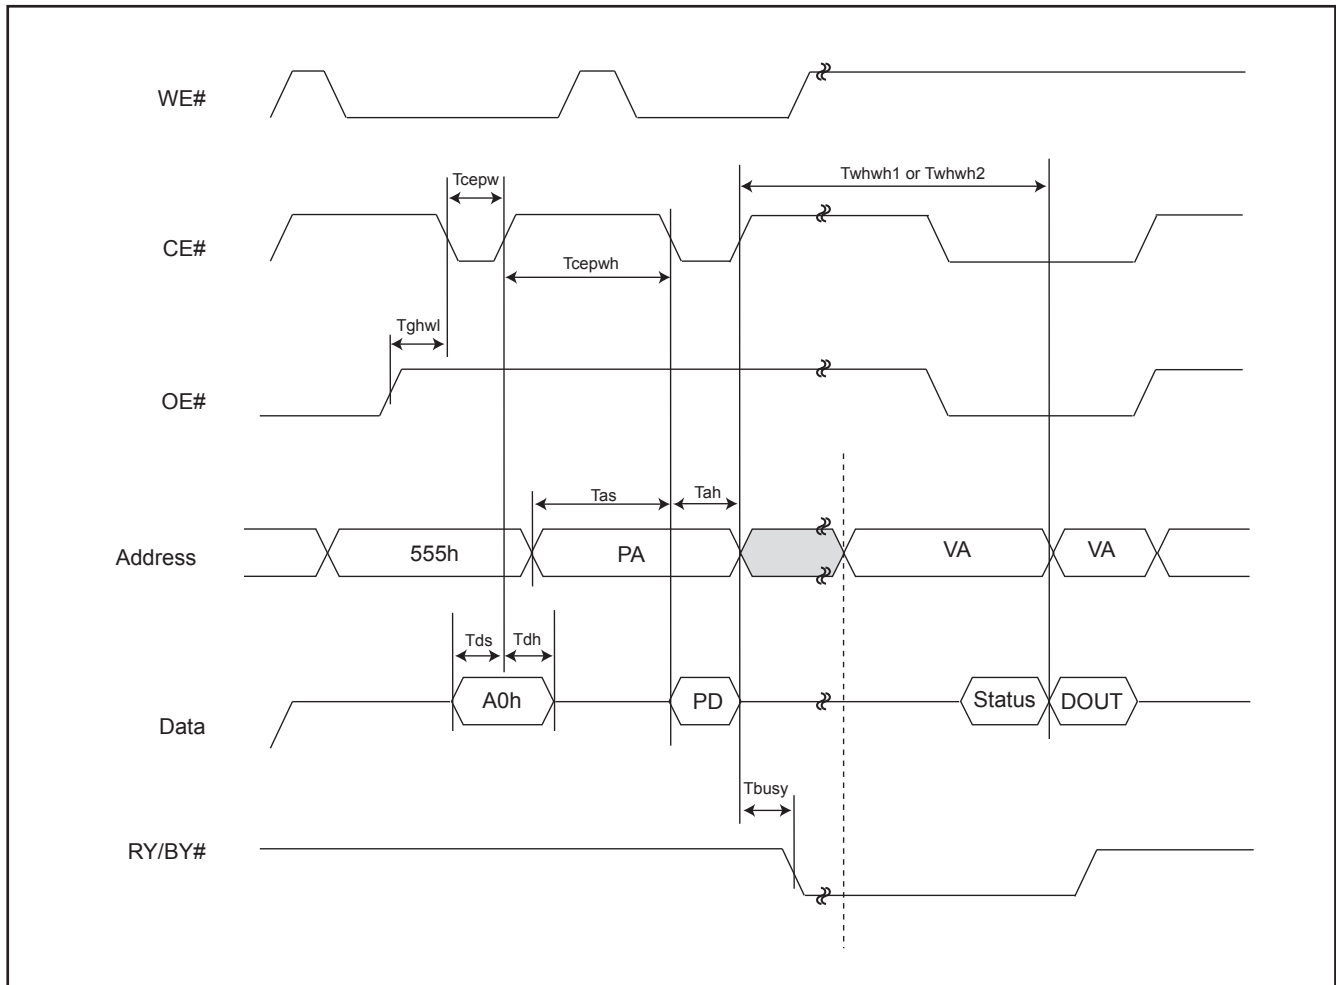 WE#
Twhwh1 or Twhwh2
Tcepw
CE#
Tcepwh
Tghwl
OE#
Tas
Tah
Address
555h
PA
VA
VA
Tds
Tdh
Data
A0h
PD
Status
DOUT
Tbusy
RY/BY#